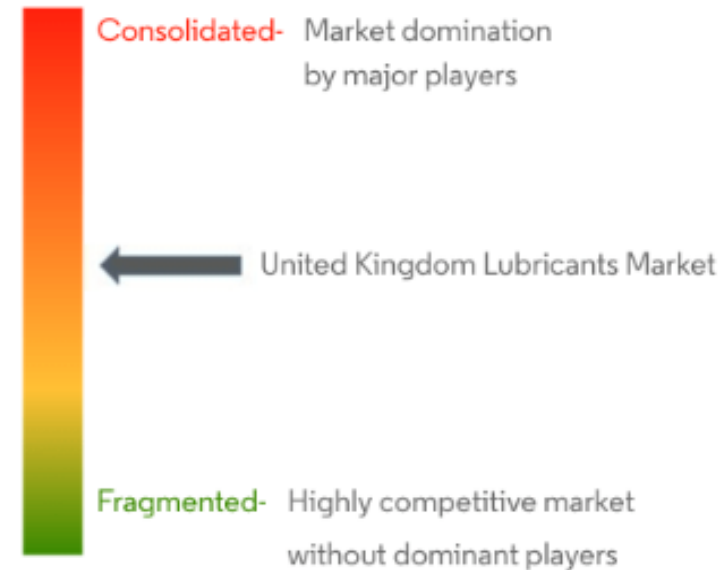 Consolidated- Market domination
by major players
United Kingdom Lubricants Market
Fragmented- Highly competitive market
without dominant players